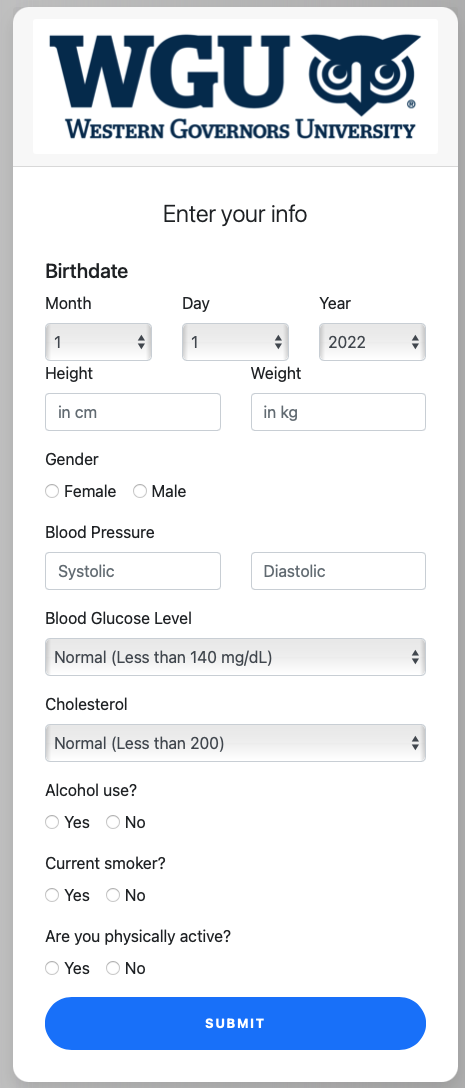 WGU
®
WESTERN GOVERNORS UNIVERSITY
Enter your info
Birthdate
Month Day Year
1 1 2022
Height Weight
in cm in kg
Gender
Female Male
Blood Pressure
Systolic Diastolic
Blood Glucose Level
Normal (Less than 140 mg/dL)
Cholesterol
Normal (Less than 200)
Alcohol use?
Yes No
Current smoker?
Yes No
Are you physically active?
Yes No
SUBMIT